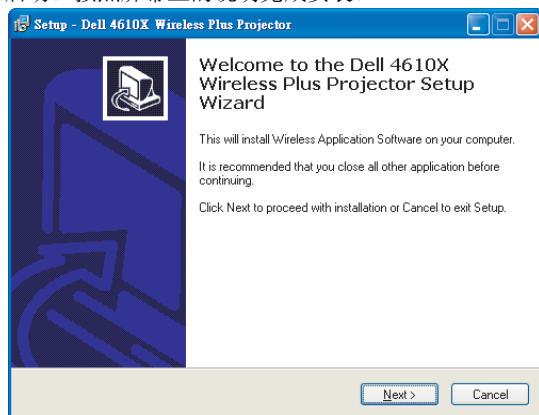 Setup - Dell 4610X Wireless Plus Projector
Welcome to the Dell 4610X
Wireless Plus Projector Setup
Wizard
This will install Wireless Application Software on your computer.
It is recommended that you close all other application before
continuing.
Click Next to proceed with installation or Cancel to exit Setup.
Next >
Cancel